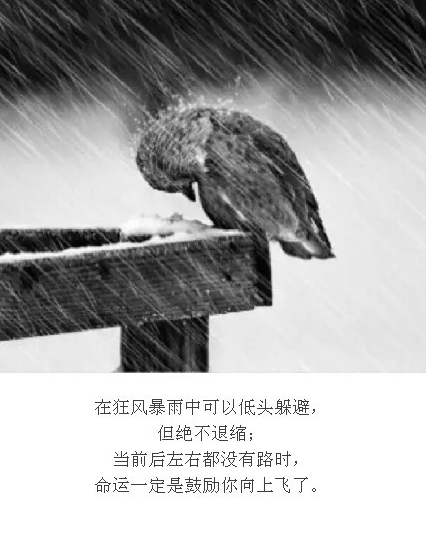 在狂风暴雨中可以低头躲避，
但绝不退缩；
当前后左右都没有路时，
命运一定是鼓励你向上飞了。